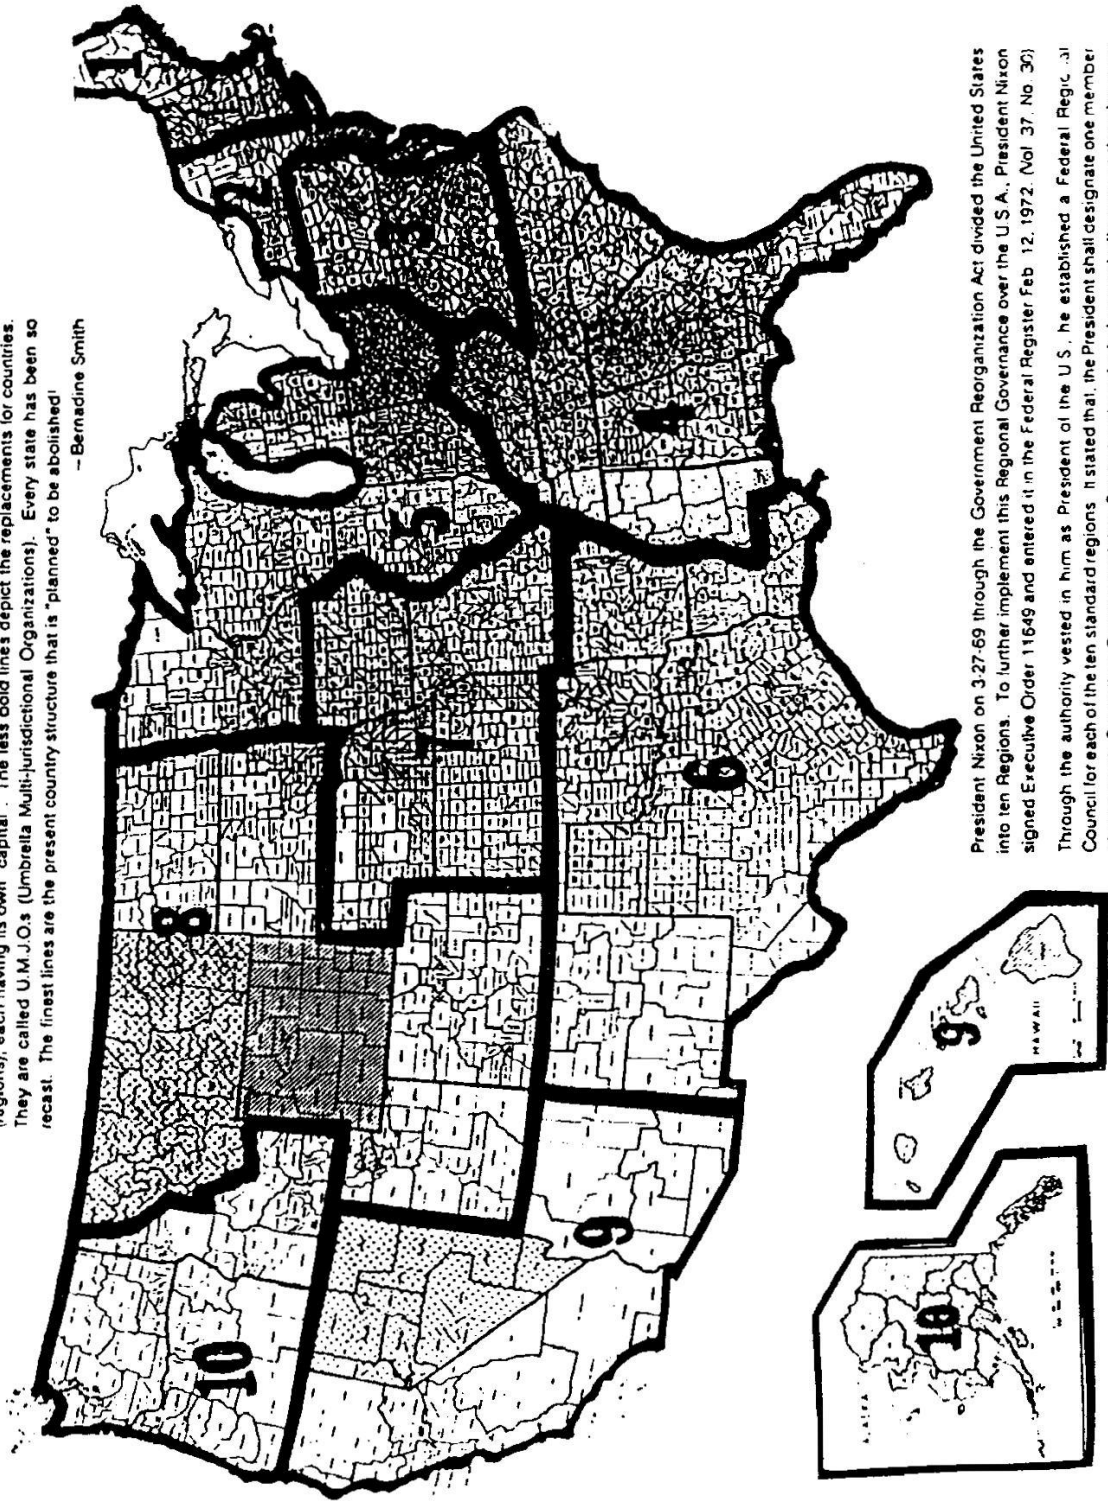 (regions), each having its own "capital". The less bold lines depict the replacements for countries.
They are called U.M.J.O.s (Umbrella Multi-jurisdictional Organizations). Every state has been so
recast. The finest lines are the present country structure that is "planned" to be abolished!
-- Bernadine Smith
1
2
3
4
5
6
7
8
9
10
9
HAWAII
10
President Nixon on 3-27-69 through the Government Reorganization Act divided the United States
into ten Regions. To further implement this Regional Governance over the U S A., President Nixon
signed Executive Order 11649 and entered it in the Federal Register Feb 12, 1972. (Vol 37, No. 30)
Through the authority vested in him as President of the U S, he established a Federal Regional
Council for each of the ten standard regions It stated that, the President shall designate one member